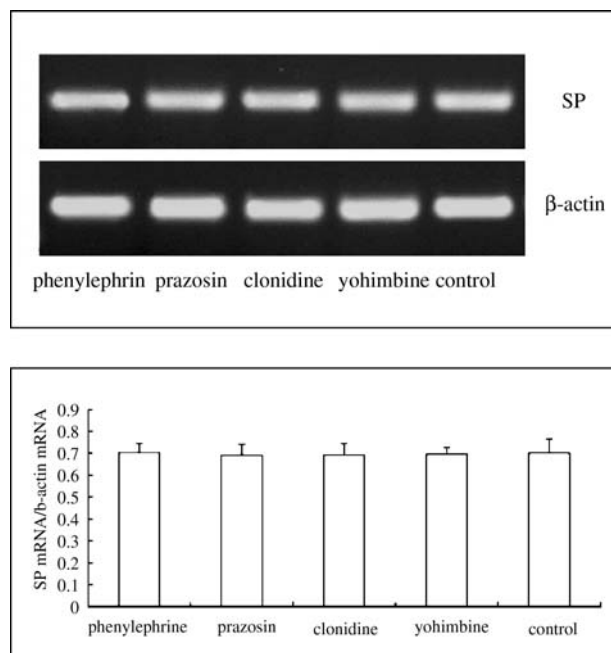 SP
β-actin
phenylephrin prazosin clonidine yohimbine control
SP mRNA/b-actin mRNA
0.9
0.8
0.7
0.6
0.5
0.4
0.3
0.2
0.1
0
phenylephrine prazosin clonidine yohimbine control